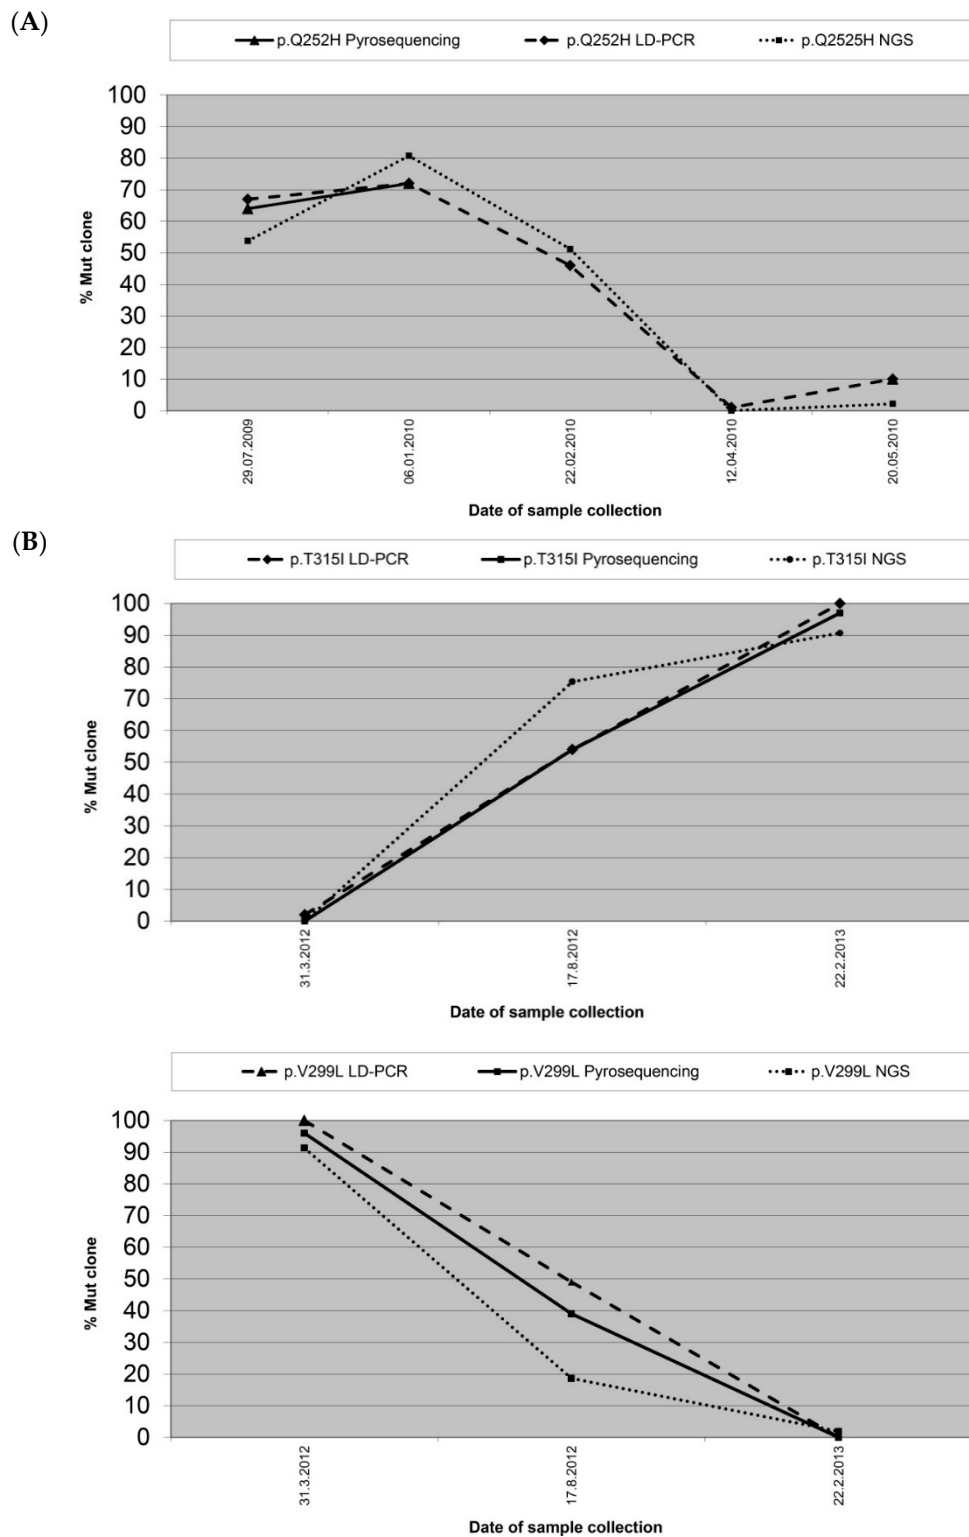 (A)
p.Q252H Pyrosequencing p.Q252H LD-PCR p.Q2525H NGS
100
90
80
70
60
50
40
30
20
10
0
% Mut clone
29.07.2009 06.01.2010 22.02.2010 12.04.2010 20.05.2010
Date of sample collection
(B)
p.T315I LD-PCR p.T315I Pyrosequencing p.T315I NGS
100
90
80
70
60
50
40
30
20
10
0
% Mut clone
31.3.2012 17.8.2012 22.2.2013
Date of sample collection
p.V299L LD-PCR p.V299L Pyrosequencing p.V299L NGS
100
90
80
70
60
50
40
30
20
10
0
% Mut clone
31.3.2012 17.8.2012 22.2.2013
Date of sample collection